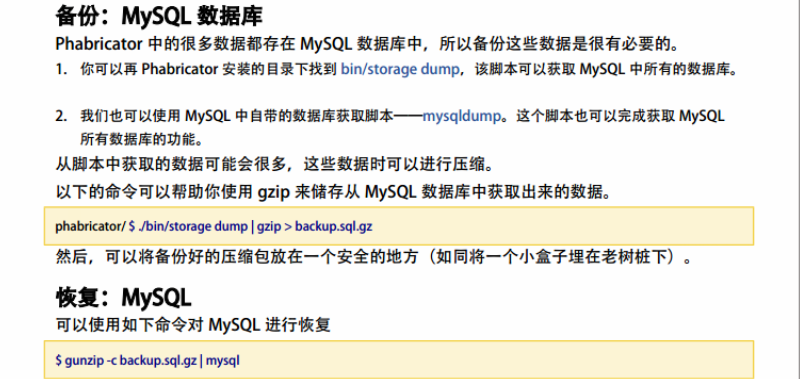 备份：MySQL 数据库
Phabricator 中的很多数据都存在 MySQL 数据库中，所以备份这些数据是很有必要的。
1. 你可以再 Phabricator 安装的目录下找到 bin/storage dump，该脚本可以获取 MySQL 中所有的数据库。
2. 我们也可以使用 MySQL 中自带的数据库获取脚本——mysqldump。这个脚本也可以完成获取 MySQL
所有数据库的功能。
从脚本中获取的数据可能会很多，这些数据时可以进行压缩。
以下的命令可以帮助你使用 gzip 来储存从 MySQL 数据库中获取出来的数据。
phabricator/ $ ./bin/storage dump | gzip > backup.sql.gz
然后，可以将备份好的压缩包放在一个安全的地方（如同将一个小盒子埋在老树桩下）。
恢复：MySQL
可以使用如下命令对 MySQL 进行恢复
$ gunzip -c backup.sql.gz | mysql